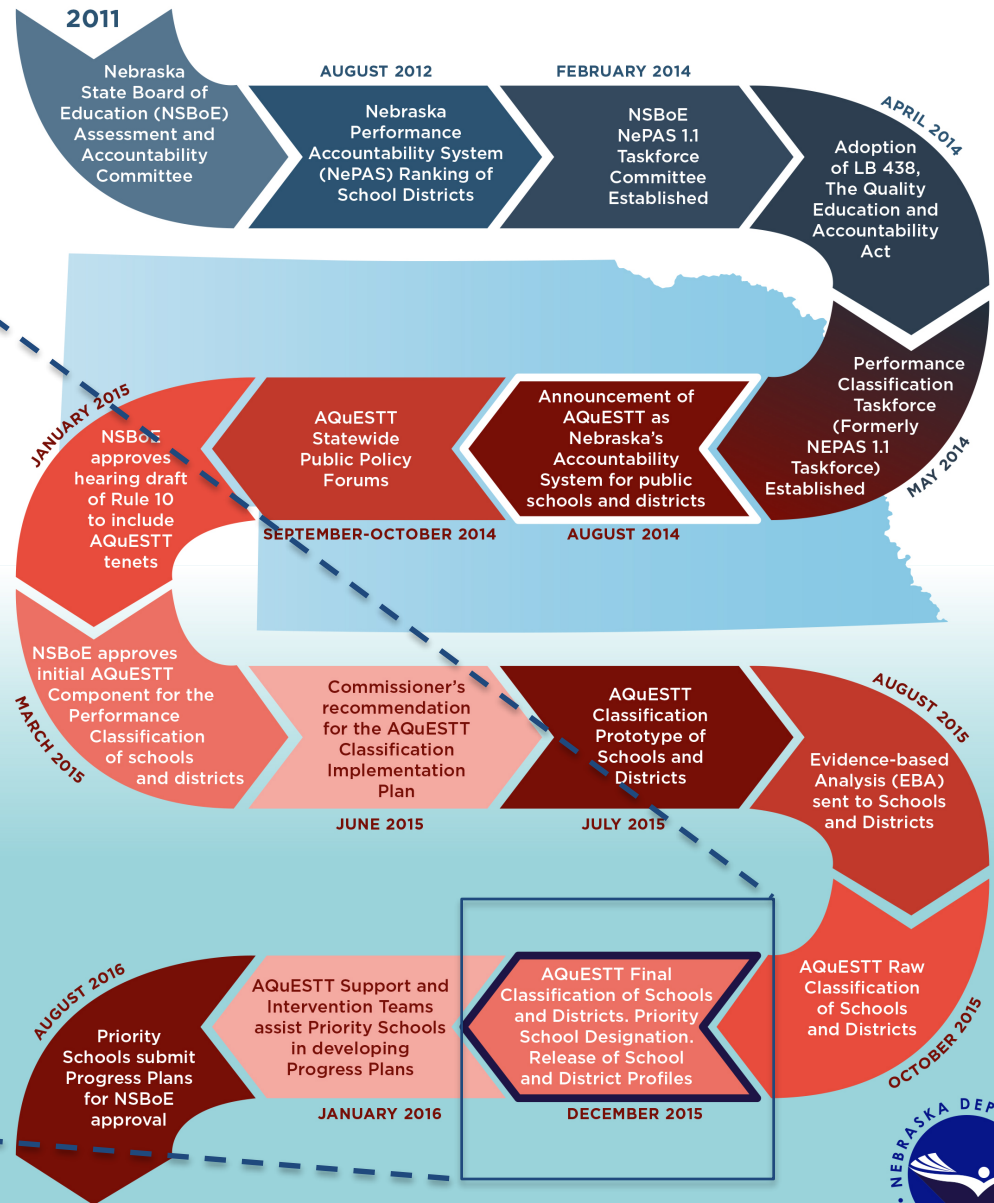 2011
Nebraska
State Board of
Education (NSBoE)
Assessment and
Accountability
Committee
AUGUST 2012
Nebraska
Performance
Accountability System
(NePAS) Ranking of
School Districts
FEBRUARY 2014
NSBoE
NePAS 1.1
Taskforce
Committee
Established
APRIL 2014
Adoption
of LB 438,
The Quality
Education and
Accountability
Act
Performance
Classification
Taskforce
(Formerly
NEPAS 1.1
Taskforce)
Established
MAY 2014
Announcement of
AQuESTT as
Nebraska's
Accountability
System for public
schools and districts
AUGUST 2014
AQuESTT
Statewide
Public Policy
Forums
SEPTEMBER-OCTOBER 2014
JANUARY 2015
NSBoE
approves
hearing draft
of Rule 10
to include
AQuESTT
tenets
NSBoE approves
initial AQuESTT
Component for the
Performance
Classification
of schools
and districts
MARCH 2015
Commissioner's
recommendation
for the AQuESTT
Classification
Implementation
Plan
JUNE 2015
AQuESTT
Classification
Prototype of
Schools and
Districts
JULY 2015
AUGUST 2015
Evidence-based
Analysis (EBA)
sent to Schools
and Districts
AQuESTT Raw
Classification
of Schools
and Districts
OCTOBER 2015
AQuESTT Final
Classification of Schools
and Districts. Priority
School Designation.
Release of School
and District Profiles
DECEMBER 2015
AQuESTT Support and
Intervention Teams
assist Priority Schools
in developing
Progress Plans
JANUARY 2016
AUGUST 2016
Priority
Schools submit
Progress Plans
for NSBoE
approval
NEBRASKA DEP